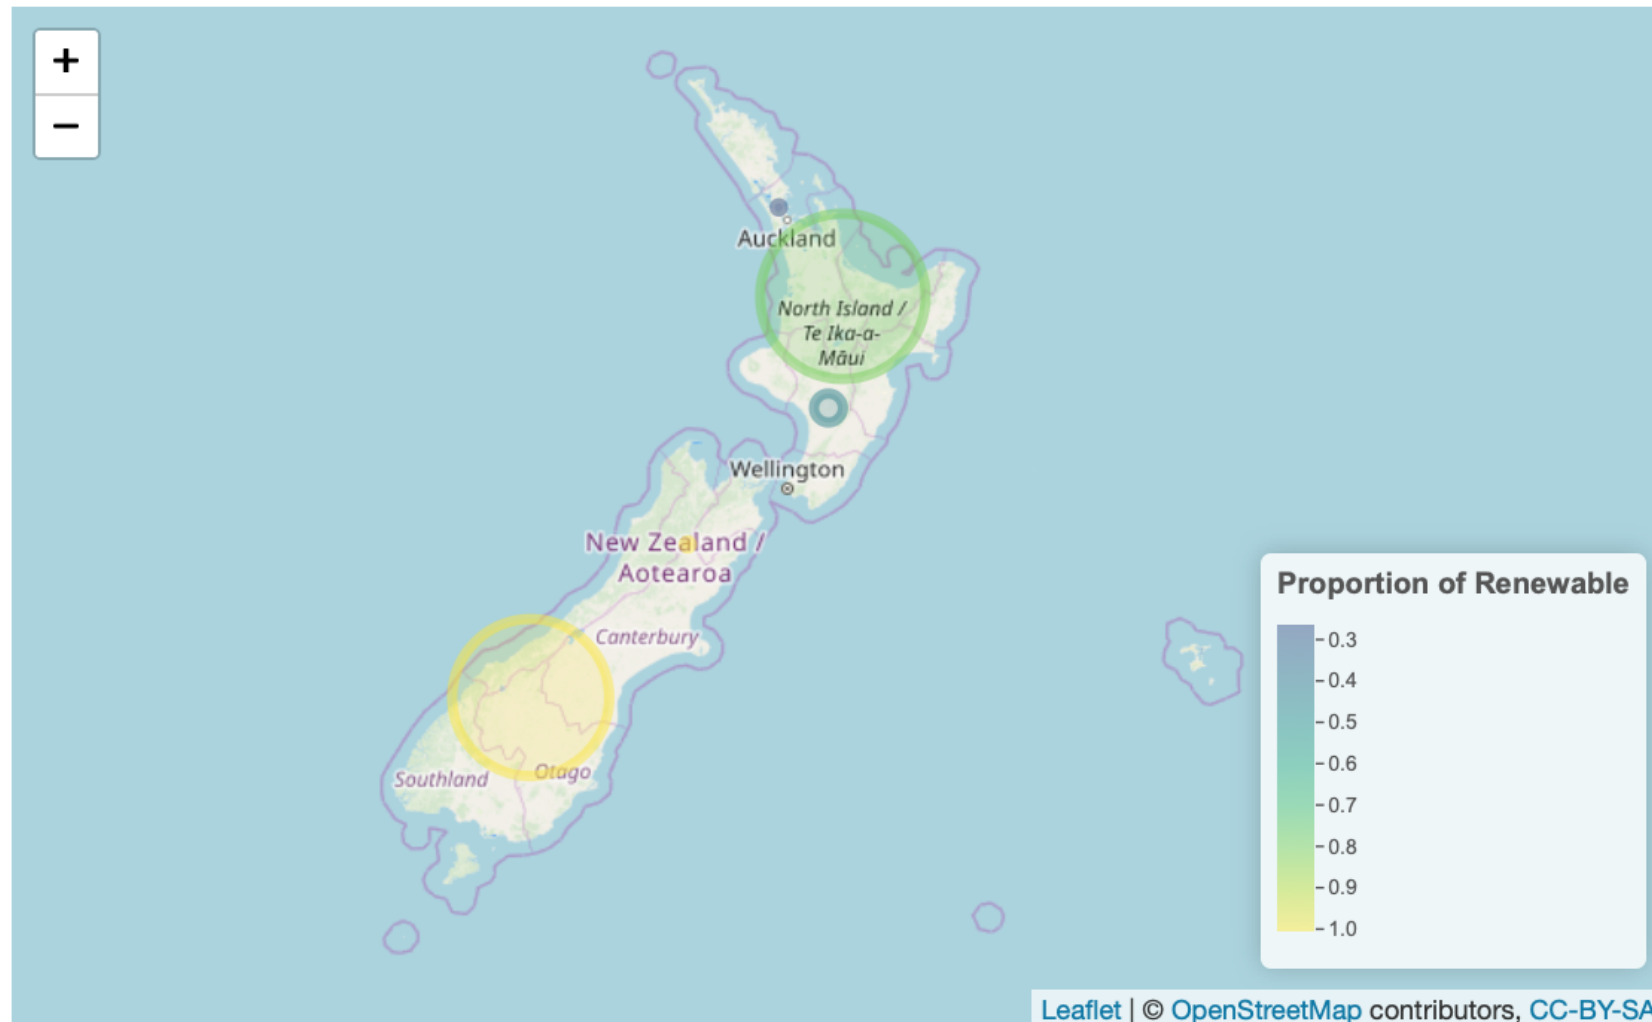 +
−
Auckland
North Island /
Te Ika-a-
Māui
Wellington
New Zealand /
Aotearoa
Canterbury
Southland
Otago
Proportion of Renewable
0.3
0.4
0.5
0.6
0.7
0.8
0.9
1.0
Leaflet | © OpenStreetMap contributors, CC-BY-SA